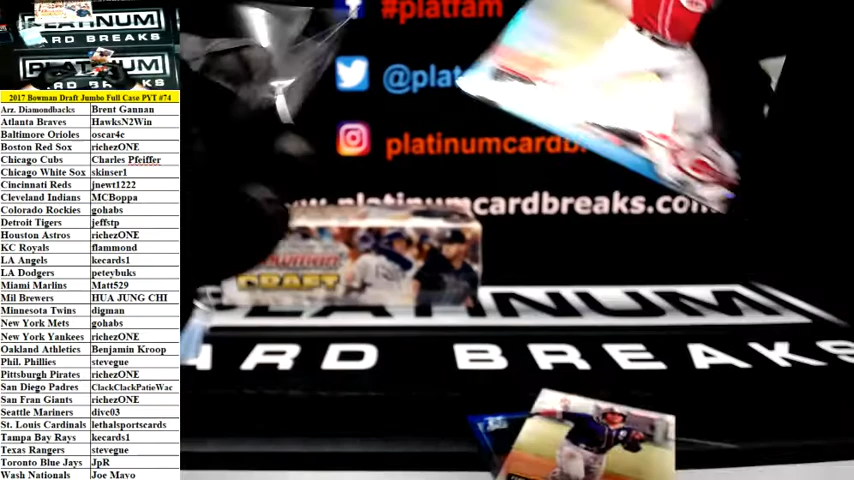 PLATINUM
ARD BREAKS
2017 Bowman Draft Jumbo Full Case PYT #74
Arz. Diamondbacks Brent Gannan
Atlanta Braves HawksN2Win
Baltimore Orioles oscar4c
Boston Red Sox richezONE
Chicago Cubs Charles Pfeiffer
Chicago White Sox skinser1
Cincinnati Reds jnewt1222
Cleveland Indians MCBoppa
Colorado Rockies gohabs
Detroit Tigers jeffstp
Houston Astros richezONE
KC Royals flammond
LA Angels kecards1
LA Dodgers peteybuks
Miami Marlins Matt529
Mil Brewers HUA JUNG CHI
Minnesota Twins digman
New York Mets gohabs
New York Yankees richezONE
Oakland Athletics Benjamin Kroop
Phil. Phillies stevegue
Pittsburgh Pirates richezONE
San Diego Padres ClackClackPatieWac
San Fran Giants richezONE
Seattle Mariners divc03
St. Louis Cardinals lethalsportscards
Tampa Bay Rays kecards1
Texas Rangers stevegue
Toronto Blue Jays JpR
Wash Nationals Joe Mayo
#platfam
@plat
platinumcardb
www.platinumcardbreaks.com
DRAFT
PLATINUM
ARD BREAKS